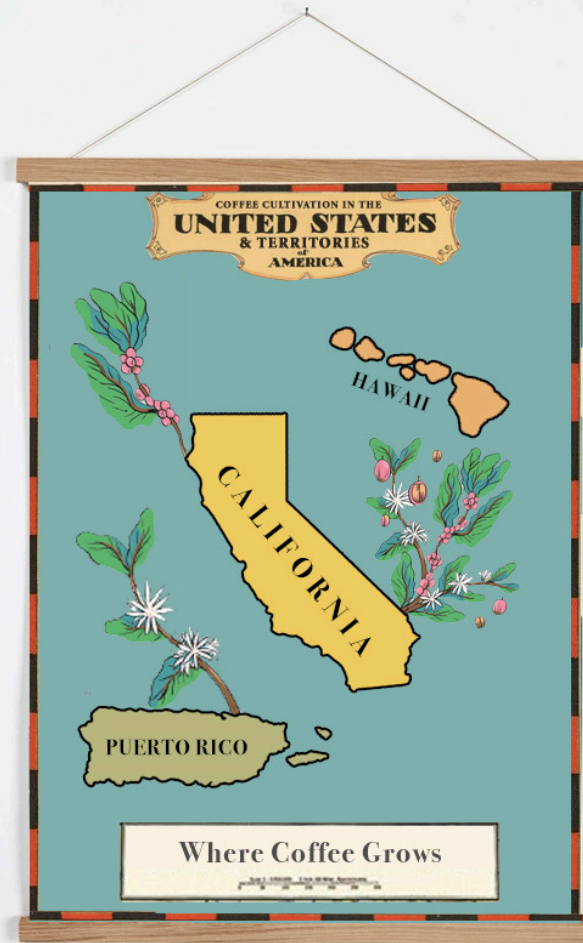 COFFEE CULTIVATION IN THE
UNITED STATES
& TERRITORIES
of
AMERICA
HAWAII
CALIFORNIA
PUERTO RICO
Where Coffee Grows